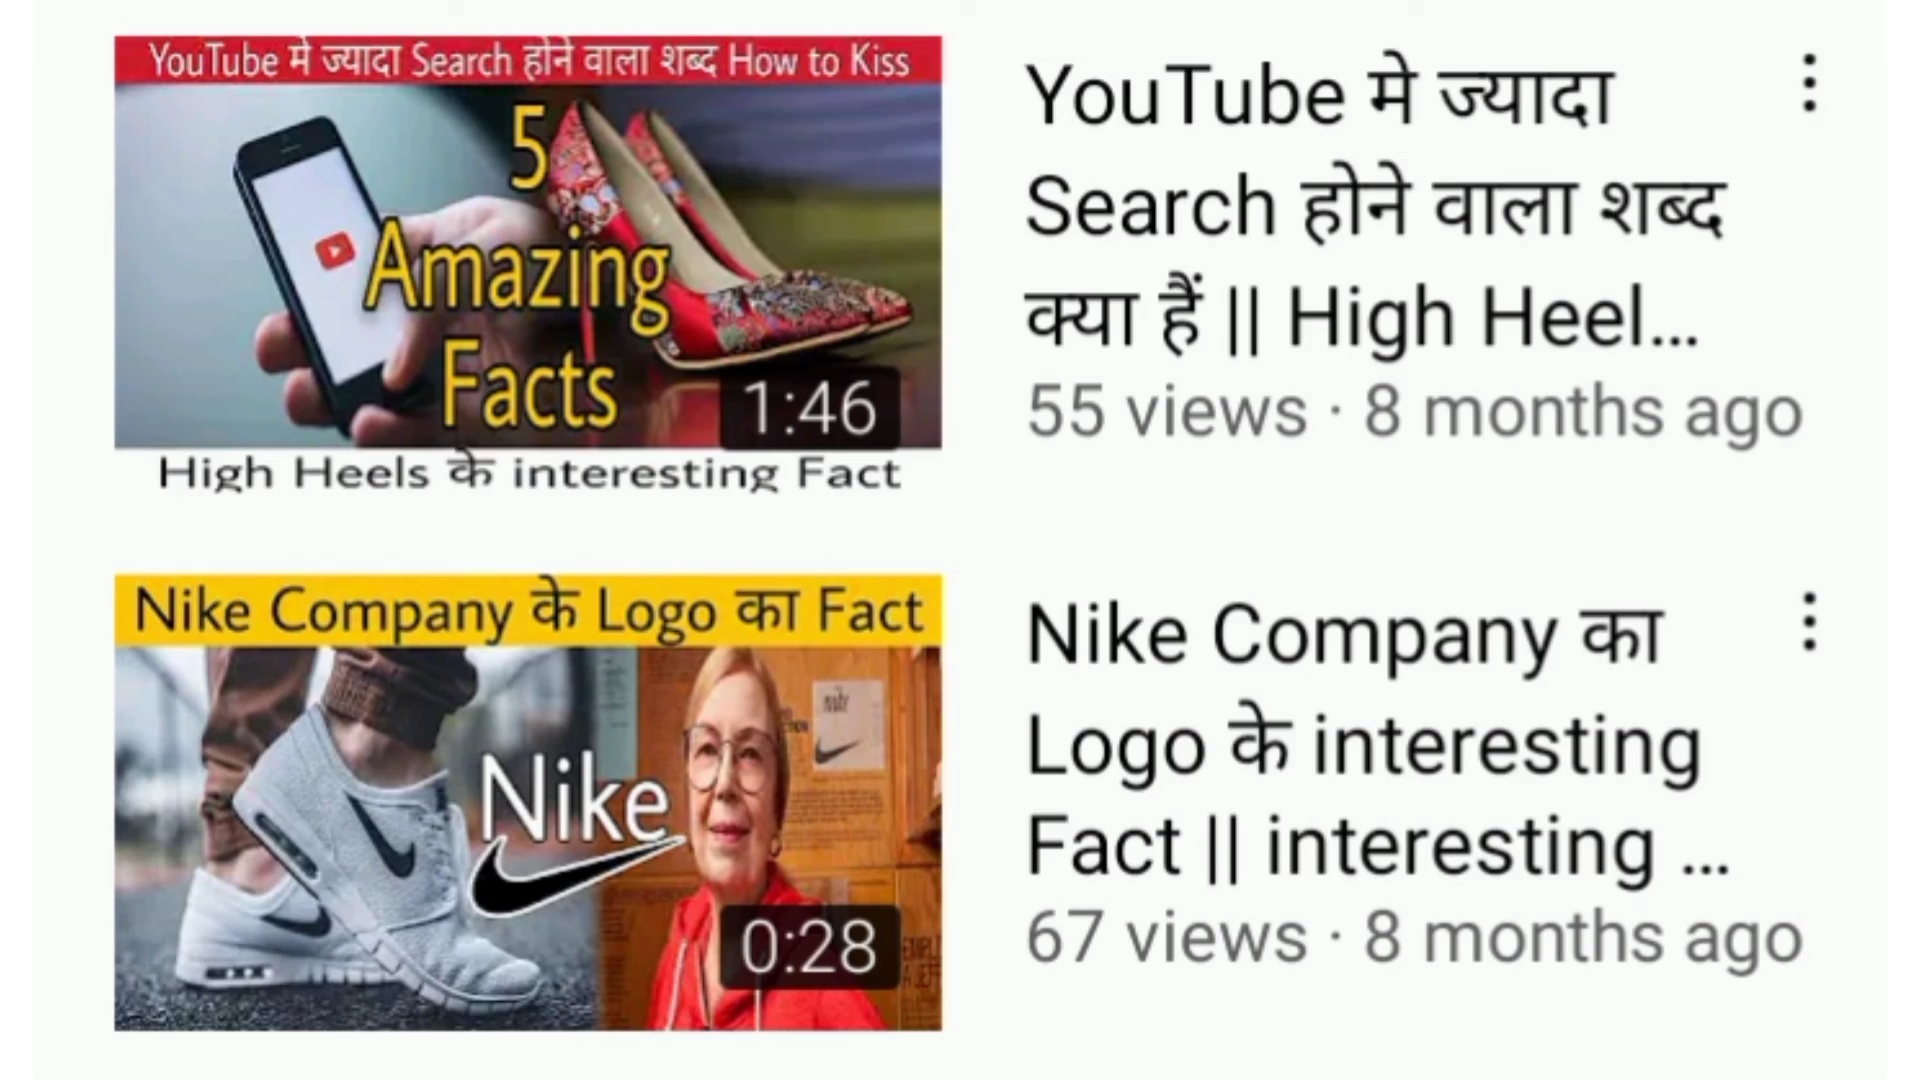 YouTube मे ज्यादा Search होने वाला शब्द How to Kiss
5
Amazing
Facts
1:46
High Heels के interesting Fact
YouTube मे ज्यादा
Search होने वाला शब्द
क्या हैं || High Heel...
55 views · 8 months ago
Nike Company के Logo का Fact
Nike
0:28
Nike Company का
Logo के interesting
Fact || interesting ...
67 views · 8 months ago